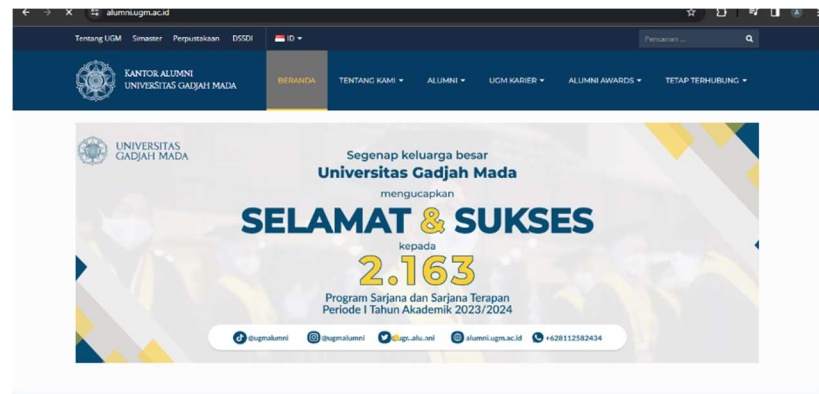 alumni.ugm.ac.id
Tentang UGM Simaster Perpustakaan DSSDI ID
Pencarian ...
KANTOR ALUMNI
UNIVERSITAS GADJAH MADA
BERANDA TENTANG KAMI ALUMNI UGM KARIER ALUMNI AWARDS TETAP TERHUBUNG
UNIVERSITAS
GADJAH MADA
Segenap keluarga besar
Universitas Gadjah Mada
mengucapkan
SELAMAT & SUKSES
kepada
2.163
Program Sarjana dan Sarjana Terapan
Periode I Tahun Akademik 2023/2024
@ugmalumni @ugmalumni alumni.ugm.ac.id +628112582434